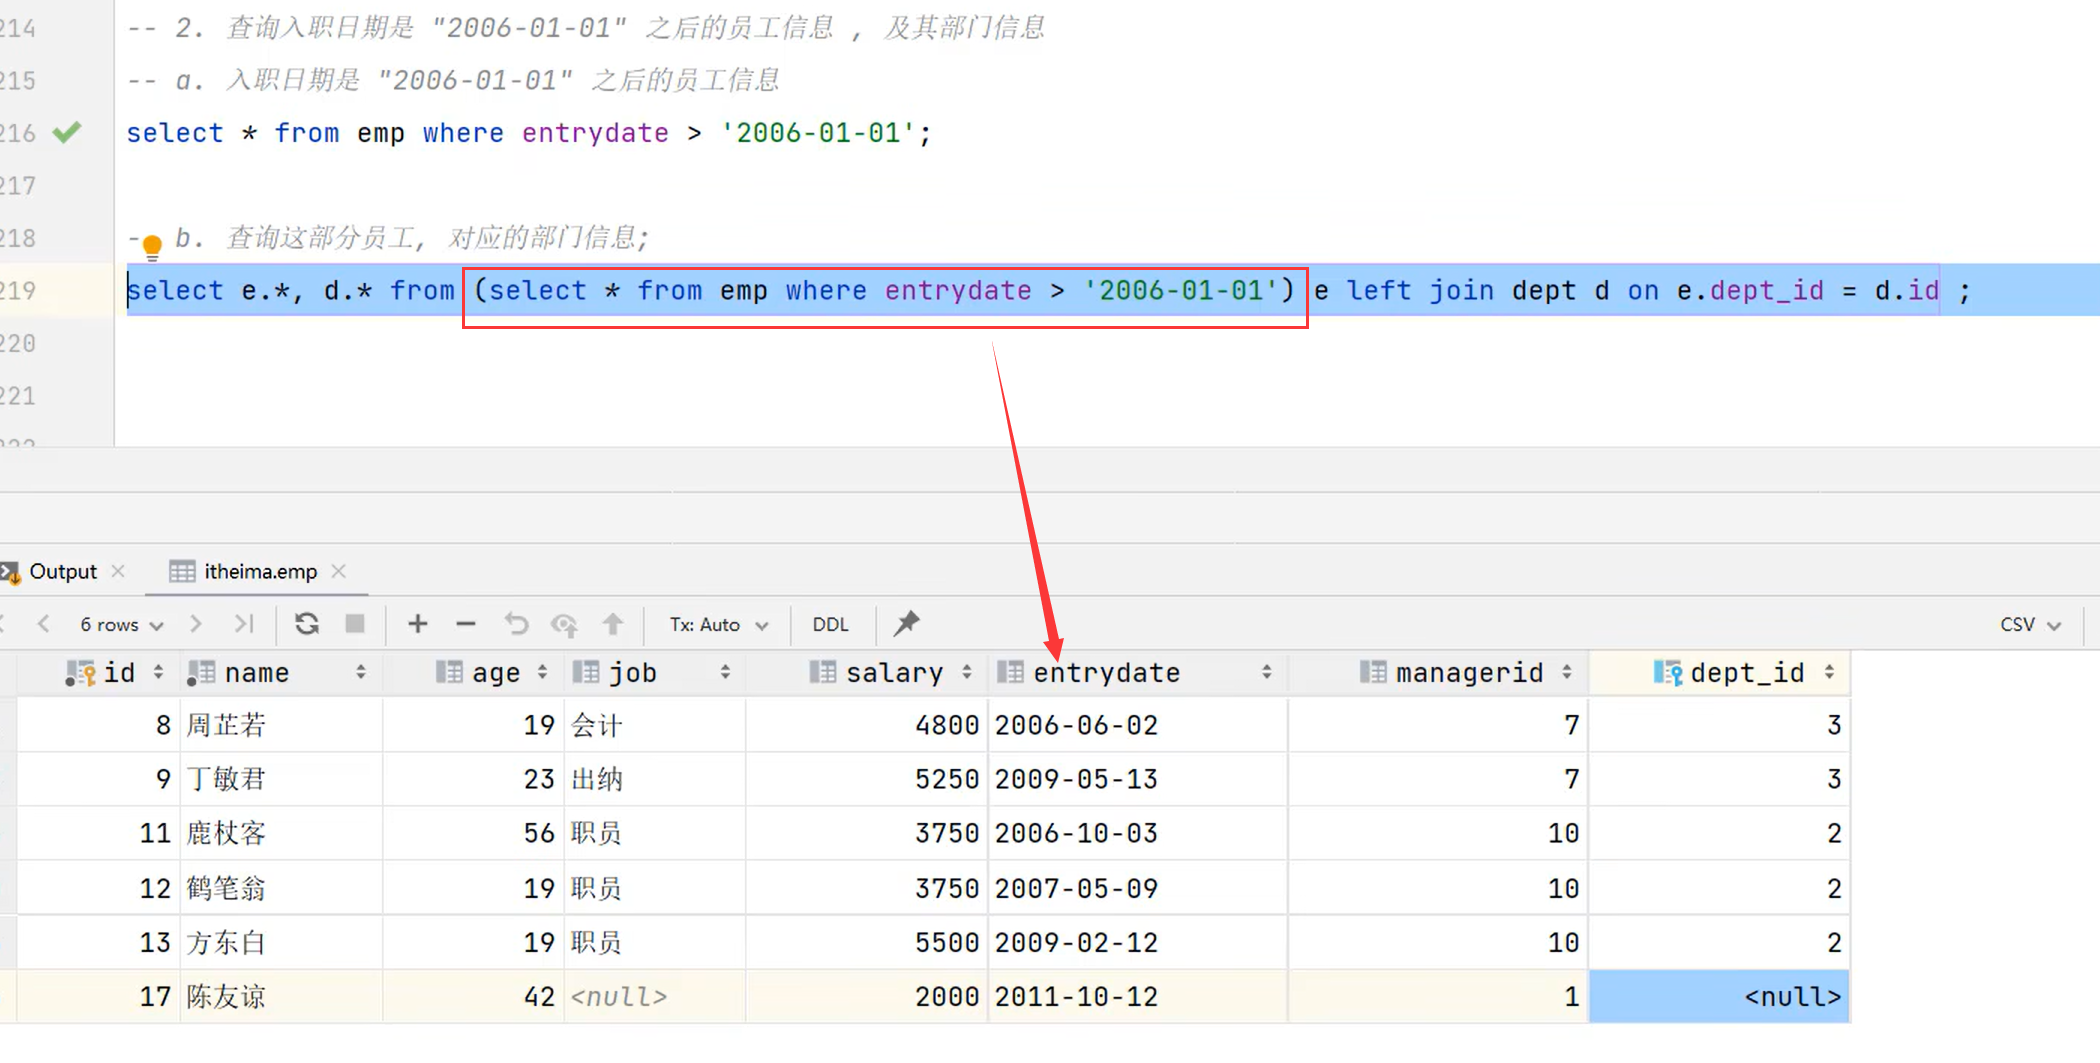 214 -- 2. 查询入职日期是 "2006-01-01" 之后的员工信息 , 及其部门信息
215 -- a. 入职日期是 "2006-01-01" 之后的员工信息
216 select * from emp where entrydate > '2006-01-01';
217
218 - b. 查询这部分员工, 对应的部门信息;
219 select e.*, d.* from (select * from emp where entrydate > '2006-01-01') e left join dept d on e.dept_id = d.id ;
220
221
Output itheima.emp
6 rows Tx: Auto DDL CSV
id name age job salary entrydate managerid dept_id
8 周芷若 19 会计 4800 2006-06-02 7 3
9 丁敏君 23 出纳 5250 2009-05-13 7 3
11 鹿杖客 56 职员 3750 2006-10-03 10 2
12 鹤笔翁 19 职员 3750 2007-05-09 10 2
13 方东白 19 职员 5500 2009-02-12 10 2
17 陈友谅 42 <null> 2000 2011-10-12 1 <null>